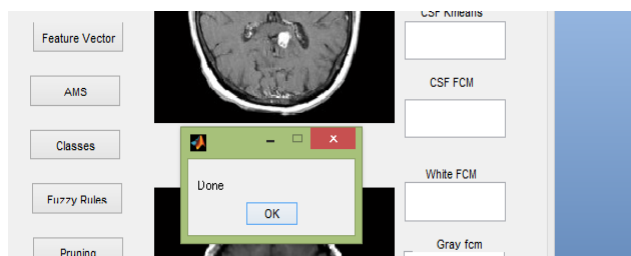 CSF Kmeans
Feature Vector
AMS
CSF FCM
Classes
Done
OK
White FCM
Fuzzy Rules
Gray fcm
Pruning